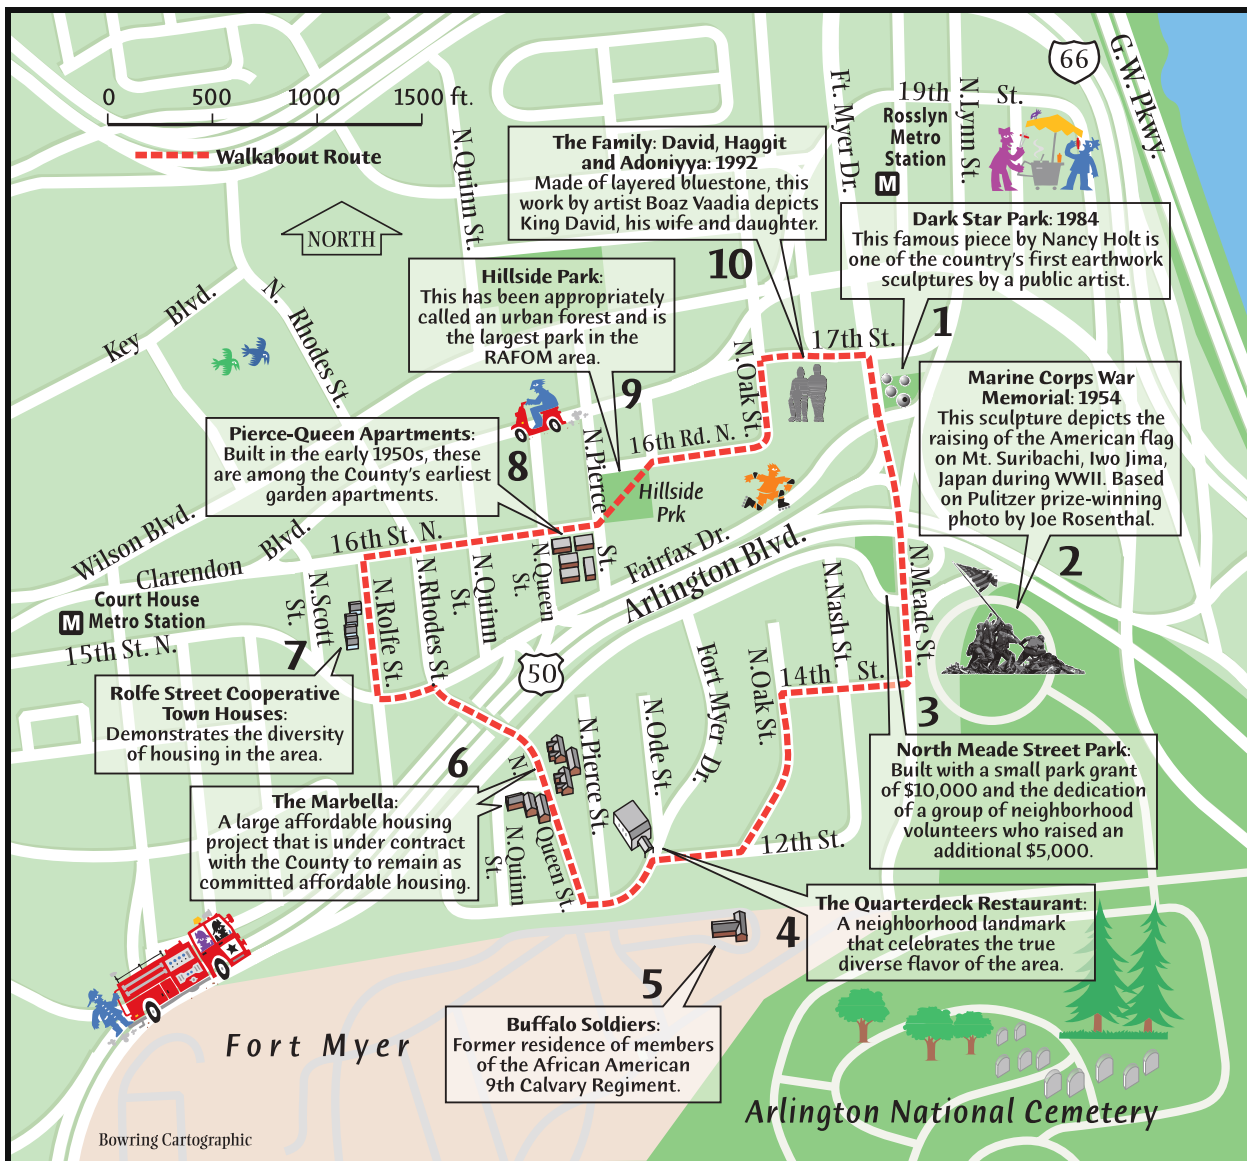 0 500 1000 1500 ft.
Walkabout Route
NORTH
66
G.W. Pkwy.
19th St.
N.Lynn St.
Ft. Myer Dr.
Rosslyn
Metro
Station
M
N.Quinn St.
The Family: David, Haggit
and Adoniyya: 1992
Made of layered bluestone, this
work by artist Boaz Vaadia depicts
King David, his wife and daughter.
10
Dark Star Park: 1984
This famous piece by Nancy Holt is
one of the country's first earthwork
sculptures by a public artist.
1
Hillside Park:
This has been appropriately
called an urban forest and is
the largest park in the
RAFOM area.
9
Key Blvd.
N. Rhodes St.
17th St.
N.Oak St.
16th Rd. N.
Marine Corps War
Memorial: 1954
This sculpture depicts the
raising of the American flag
on Mt. Suribachi, Iwo Jima,
Japan during WWII. Based
on Pulitzer prize-winning
photo by Joe Rosenthal.
2
Pierce-Queen Apartments:
Built in the early 1950s, these
are among the County's earliest
garden apartments.
8
N.Pierce St.
Hillside
Prk
Wilson Blvd.
Clarendon Blvd.
16th St. N.
Fairfax Dr.
Arlington Blvd.
Court House
M Metro Station
15th St. N.
N.Scott St.
N.Rolfe St.
N.Rhodes St.
N.Quinn St.
N.Queen St.
N.Nash St.
N.Meade St.
50
7
Rolfe Street Cooperative
Town Houses:
Demonstrates the diversity
of housing in the area.
Fort Myer Dr.
N.Oak St.
14th St.
N.Ode St.
N.Pierce St.
3
North Meade Street Park:
Built with a small park grant
of $10,000 and the dedication
of a group of neighborhood
volunteers who raised an
additional $5,000.
6
The Marbella:
A large affordable housing
project that is under contract
with the County to remain as
committed affordable housing.
N. Queen St.
N.Quinn St.
12th St.
4
The Quarterdeck Restaurant:
A neighborhood landmark
that celebrates the true
diverse flavor of the area.
5
Buffalo Soldiers:
Former residence of members
of the African American
9th Calvary Regiment.
Fort Myer
Arlington National Cemetery
Bowring Cartographic